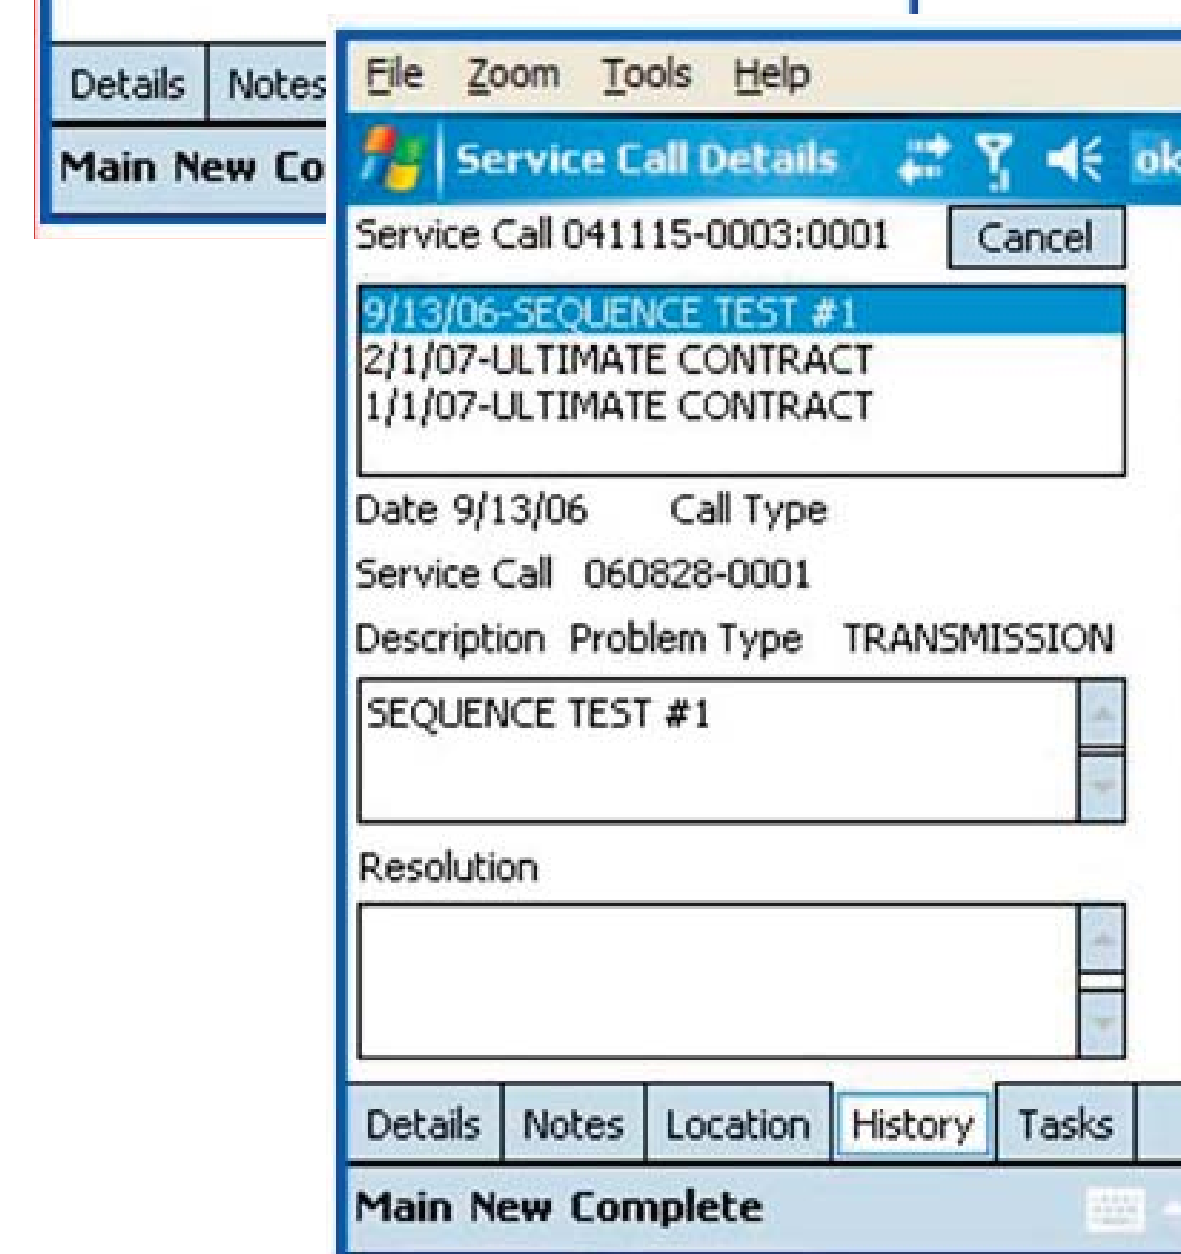 Details Notes
Main New Co
File Zoom Tools Help
Service Call Details ok
Service Call 041115-0003:0001 Cancel
9/13/06-SEQUENCE TEST #1
2/1/07-ULTIMATE CONTRACT
1/1/07-ULTIMATE CONTRACT
Date 9/13/06 Call Type
Service Call 060828-0001
Description Problem Type TRANSMISSION
SEQUENCE TEST #1
Resolution
Details Notes Location History Tasks
Main New Complete